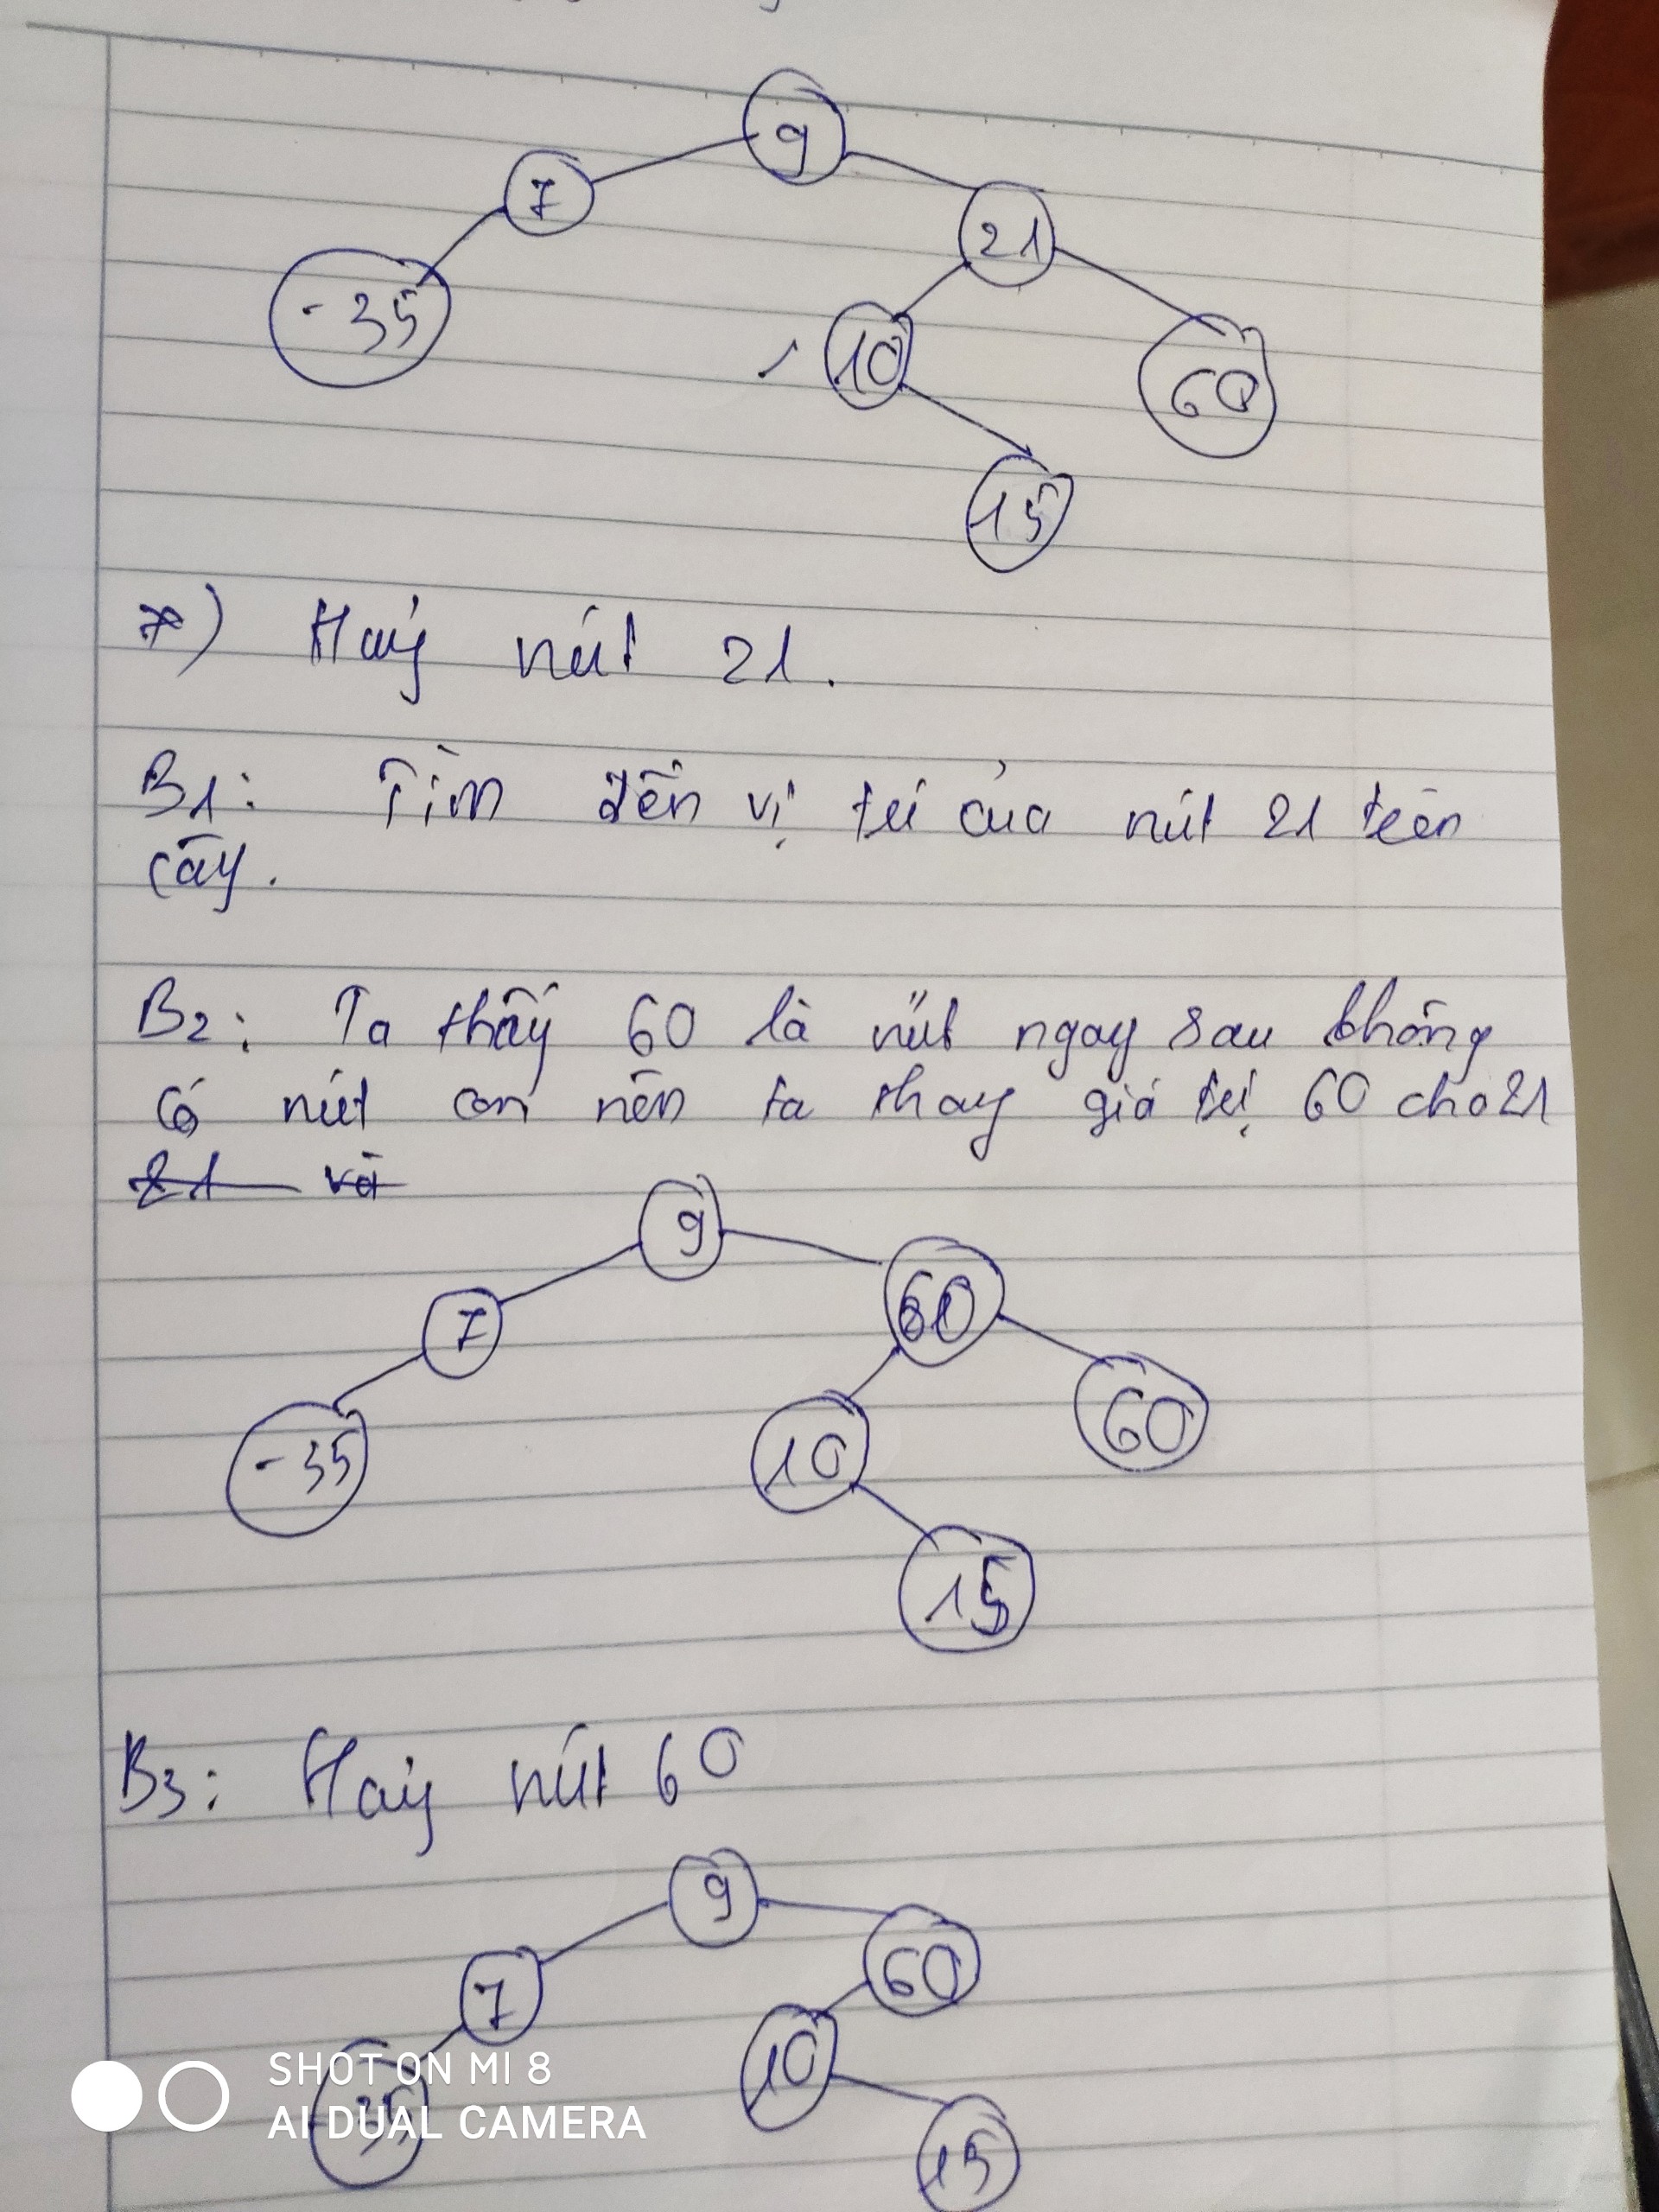 9
7
21
-35
10
60
15
*) Huỷ nút 21.
B1: Tìm đến vị trí của nút 21 trên
cây.
B2: Ta thấy 60 là nút ngay sau không
có nút con nên ta thay giá trị 60 cho 21
21 và
9
60
7
60
10
-35
15
B3: Huỷ nút 60
9
60
7
10
-35
15
SHOT ON MI 8
AI DUAL CAMERA